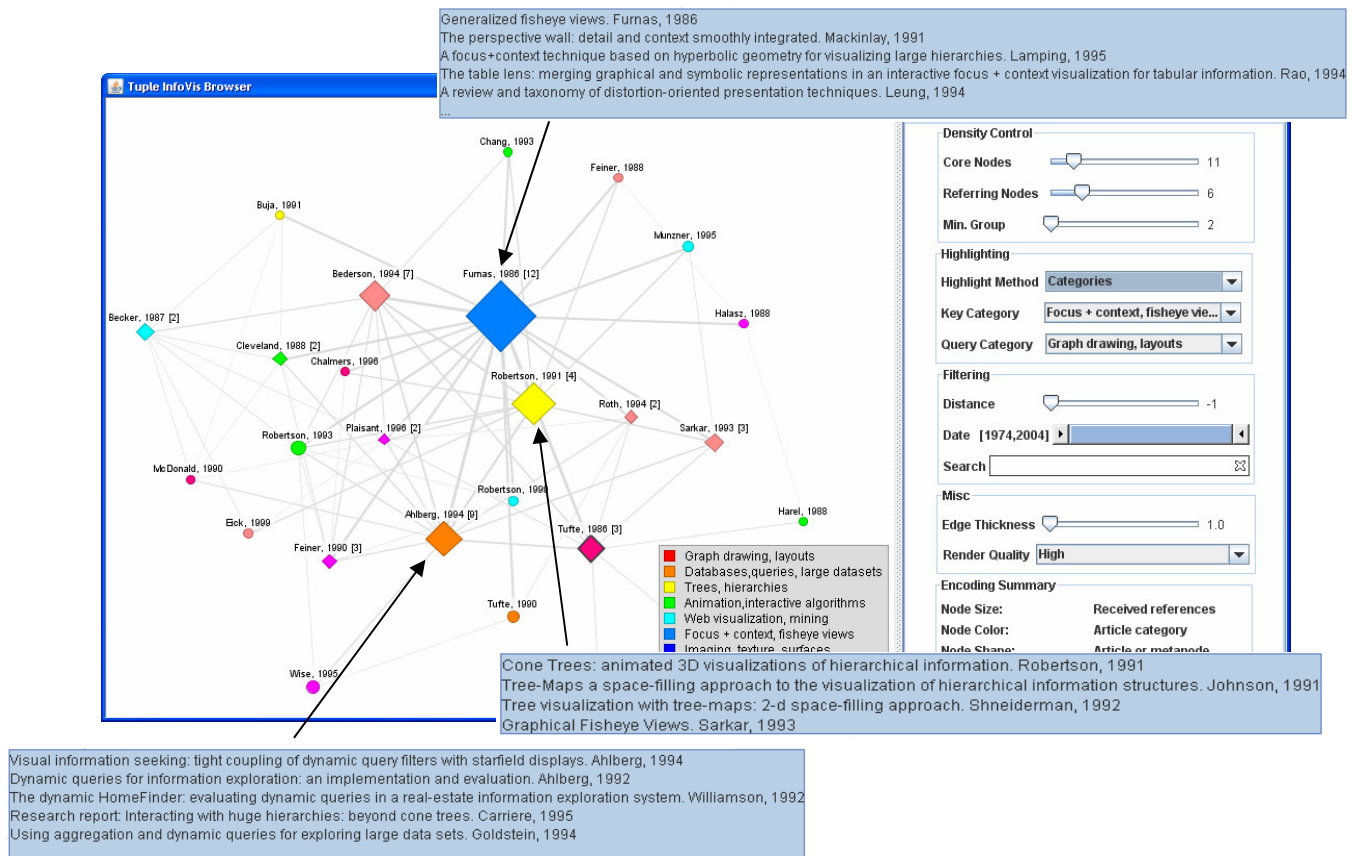 Generalized fisheye views. Furnas, 1986
The perspective wall: detail and context smoothly integrated. Mackinlay, 1991
A focus+context technique based on hyperbolic geometry for visualizing large hierarchies. Lamping, 1995
The table lens: merging graphical and symbolic representations in an interactive focus + context visualization for tabular information. Rao, 1994
A review and taxonomy of distortion-oriented presentation techniques. Leung, 1994
...
Tuple InfoVis Browser
Chang, 1993
Feiner, 1988
Buja, 1991
Munzner, 1995
Bederson, 1994 [7]
Furnas, 1986 [12]
Becker, 1987 [2]
Halasz, 1988
Cleveland, 1988 [2]
Chalmers, 1996
Robertson, 1991 [4]
Roth, 1994 [2]
Plaisant, 1996 [2]
Robertson, 1993
Sarkar, 1993 [3]
McDonald, 1990
Robertson, 1998
Ahlberg, 1994 [9]
Harel, 1988
Eick, 1999
Tufte, 1986 [3]
Feiner, 1990 [3]
Tufte, 1990
Wise, 1995
Graph drawing, layouts
Databases,queries, large datasets
Trees, hierarchies
Animation,interactive algorithms
Web visualization, mining
Focus + context, fisheye views
Imaging, texture, surfaces
Density Control
Core Nodes 11
Referring Nodes 6
Min. Group 2
Highlighting
Highlight Method Categories
Key Category Focus + context, fisheye vie...
Query Category Graph drawing, layouts
Filtering
Distance -1
Date [1974,2004]
Search
Misc
Edge Thickness 1.0
Render Quality High
Encoding Summary
Node Size: Received references
Node Color: Article category
Node Shape: Article or metanode
Cone Trees: animated 3D visualizations of hierarchical information. Robertson, 1991
Tree-Maps a space-filling approach to the visualization of hierarchical information structures. Johnson, 1991
Tree visualization with tree-maps: 2-d space-filling approach. Shneiderman, 1992
Graphical Fisheye Views. Sarkar, 1993
Visual information seeking: tight coupling of dynamic query filters with starfield displays. Ahlberg, 1994
Dynamic queries for information exploration: an implementation and evaluation. Ahlberg, 1992
The dynamic HomeFinder: evaluating dynamic queries in a real-estate information exploration system. Williamson, 1992
Research report: Interacting with huge hierarchies: beyond cone trees. Carriere, 1995
Using aggregation and dynamic queries for exploring large data sets. Goldstein, 1994